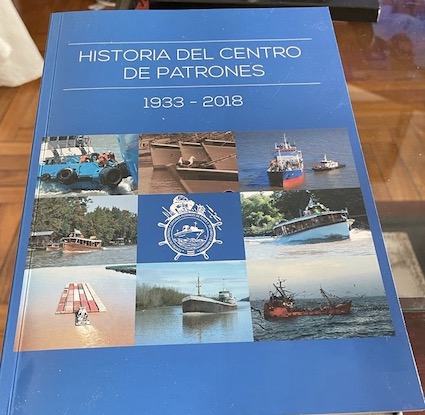 HISTORIA DEL CENTRO
DE PATRONES
1933 - 2018